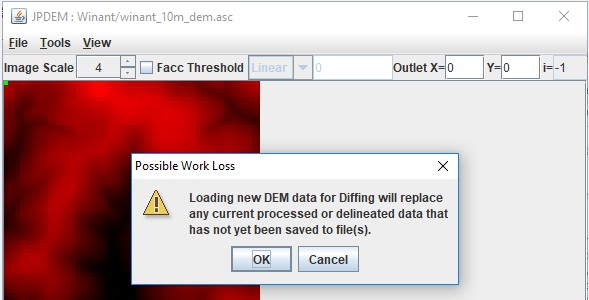 JPDEM : Winant/winant_10m_dem.asc
File Tools View
Image Scale 4 Facc Threshold Linear 0 Outlet X= 0 Y= 0 i= -1
Possible Work Loss
Loading new DEM data for Diffing will replace
any current processed or delineated data that
has not yet been saved to file(s).
OK Cancel